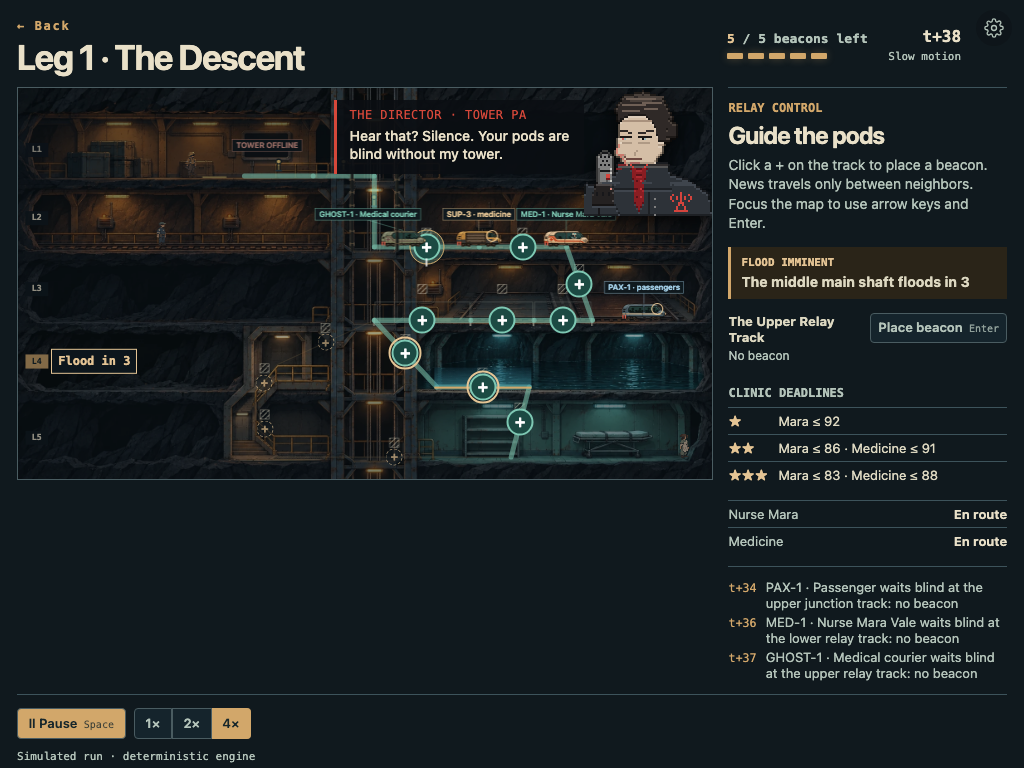 ← Back
Leg 1 · The Descent
5 / 5 beacons left
t+38
Slow motion
L1
TOWER OFFLINE
THE DIRECTOR · TOWER PA
Hear that? Silence. Your pods are
blind without my tower.
L2
GHOST-1 · Medical courier
SUP-3 · medicine
MED-1 · Nurse
L3
PAX-1 · passengers
L4
Flood in 3
L5
RELAY CONTROL
Guide the pods
Click a + on the track to place a beacon.
News travels only between neighbors.
Focus the map to use arrow keys and
Enter.
FLOOD IMMINENT
The middle main shaft floods in 3
The Upper Relay
Track
No beacon
Place beacon Enter
CLINIC DEADLINES
★ Mara ≤ 92
★★ Mara ≤ 86 · Medicine ≤ 91
★★★ Mara ≤ 83 · Medicine ≤ 88
Nurse Mara En route
Medicine En route
t+34 PAX-1 · Passenger waits blind at the
upper junction track: no beacon
t+36 MED-1 · Nurse Mara Vale waits blind at
the lower relay track: no beacon
t+37 GHOST-1 · Medical courier waits blind
at the upper relay track: no beacon
II Pause Space
1×
2×
4×
Simulated run · deterministic engine